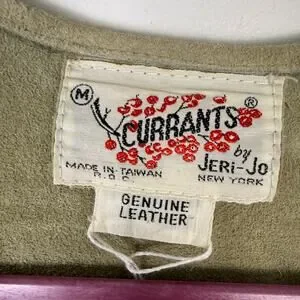 M
CURRANTS®
by
JERI-JO
NEW YORK
MADE IN TAIWAN
R.O.C.
GENUINE
LEATHER